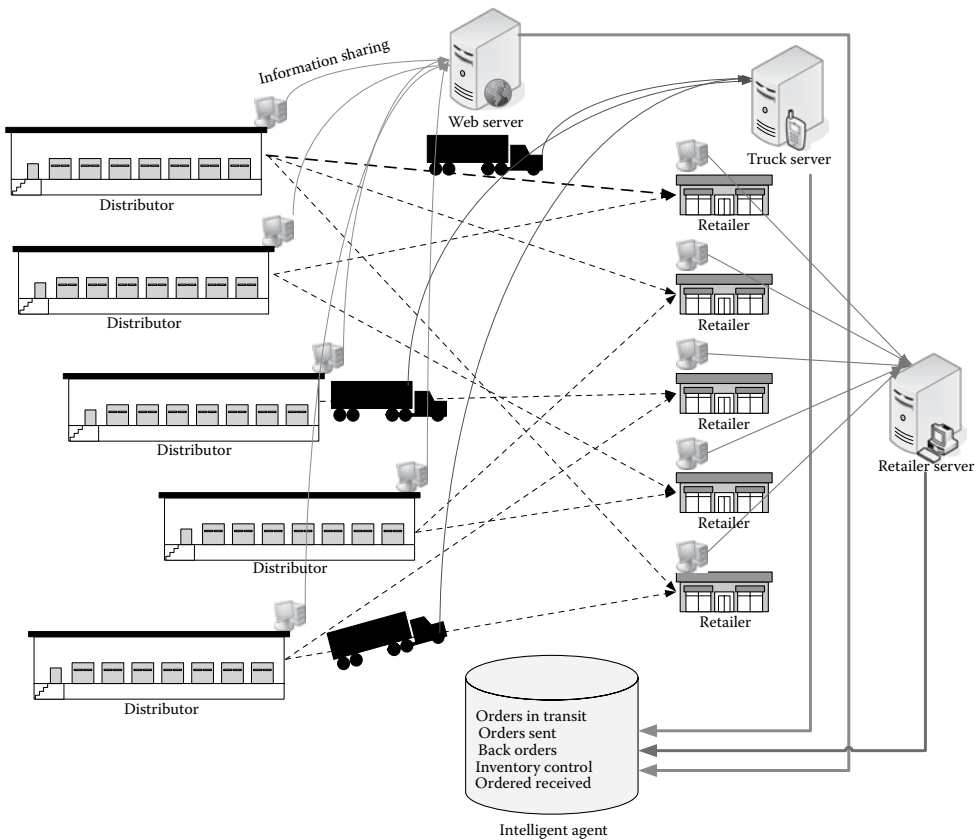 Information sharing
Web server
Truck server
Distributor
Retailer
Distributor
Retailer
Retailer
Distributor
Retailer server
Retailer
Distributor
Retailer
Distributor
Orders in transit
Orders sent
Back orders
Inventory control
Ordered received
Intelligent agent